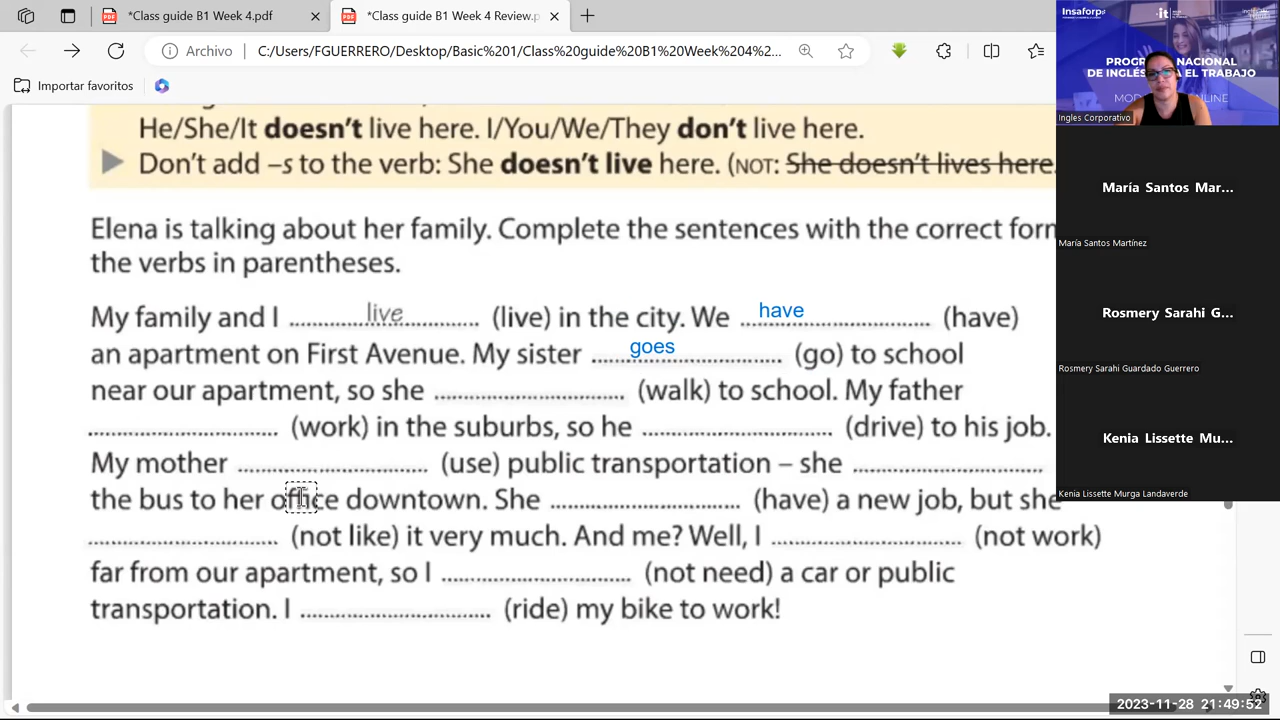 *Class guide B1 Week 4.pdf
*Class guide B1 Week 4 Review.p
Archivo
C:/Users/FGUERRERO/Desktop/Basic%201/Class%20guide%20B1%20Week%204%2...
Importar favoritos
He/She/It doesn't live here. I/You/We/They don't live here.
Don't add –s to the verb: She doesn't live here. (NOT: She doesn't lives here.
Elena is talking about her family. Complete the sentences with the correct form
the verbs in parentheses.
My family and I live (live) in the city. We have (have)
an apartment on First Avenue. My sister goes (go) to school
near our apartment, so she (walk) to school. My father
(work) in the suburbs, so he (drive) to his job.
My mother (use) public transportation – she
the bus to her office downtown. She (have) a new job, but she
(not like) it very much. And me? Well, I (not work)
far from our apartment, so I (not need) a car or public
transportation. I (ride) my bike to work!
Insaforp
it
PROGR NACIONAL
DE INGLÉS A EL TRABAJO
Ingles Corporativo
María Santos Mar...
María Santos Martínez
Rosmery Sarahi G...
Rosmery Sarahi Guardado Guerrero
Kenia Lissette Mu...
Kenia Lissette Murga Landaverde
2023-11-28 21:49:52